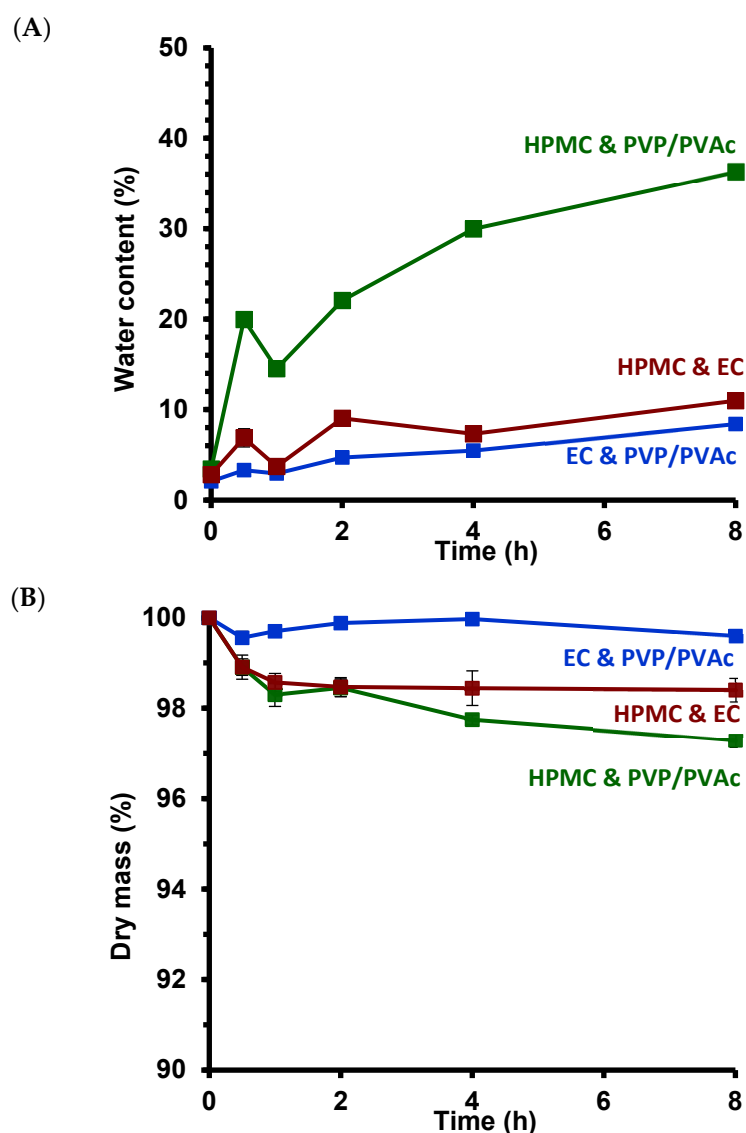 (A)
50
40
30
20
10
0
Water content (%)
HPMC & PVP/PVAc
HPMC & EC
EC & PVP/PVAc
0 2 4 6 8
Time (h)
(B)
100
98
96
94
92
90
Dry mass (%)
EC & PVP/PVAc
HPMC & EC
HPMC & PVP/PVAc
0 2 4 6 8
Time (h)